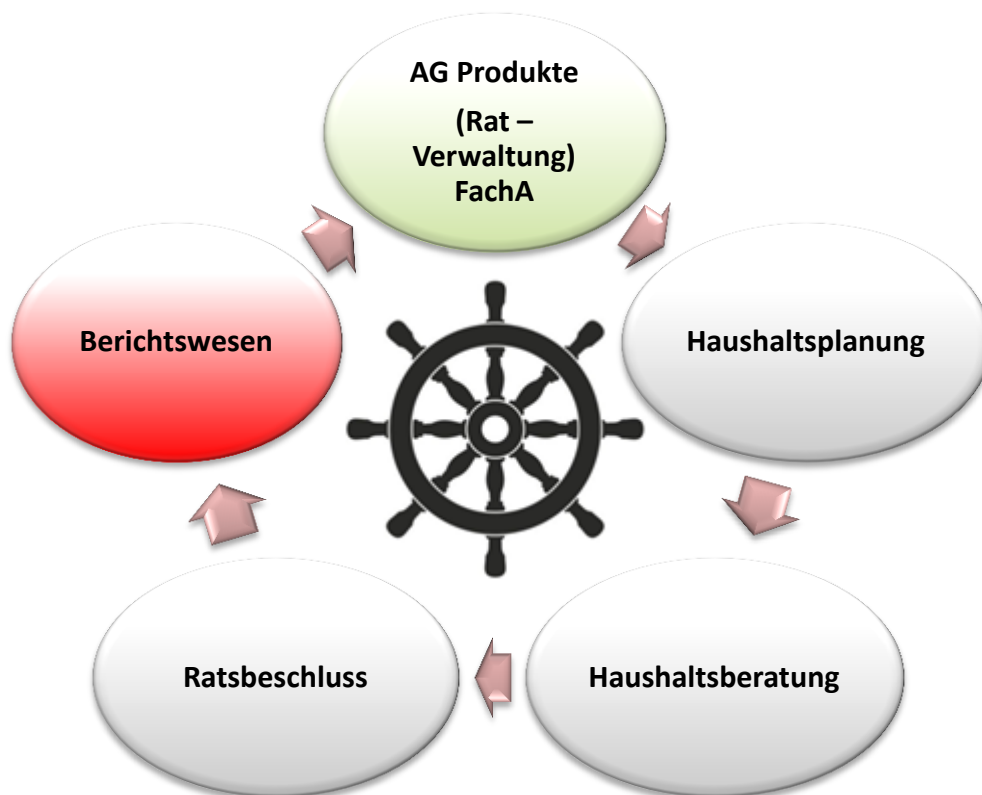 AG Produkte
(Rat –
Verwaltung)
FachA
Berichtswesen
Haushaltsplanung
Ratsbeschluss
Haushaltsberatung